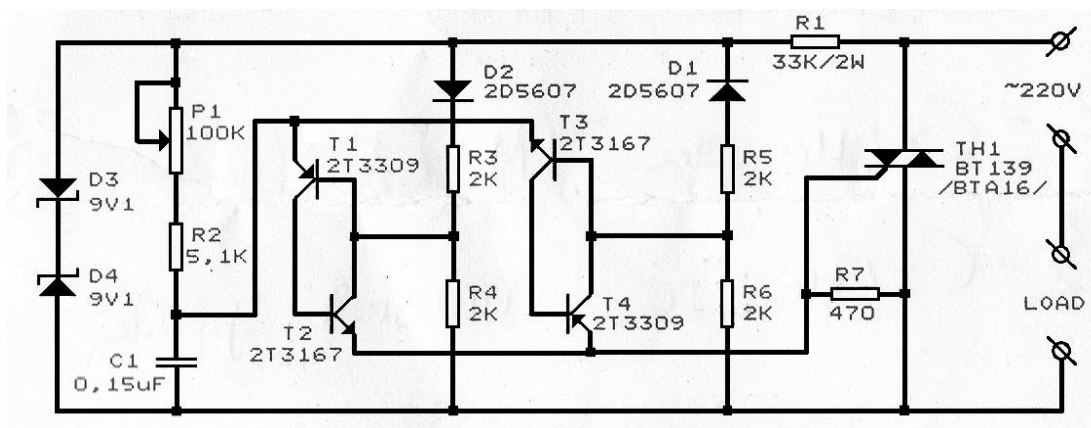 R1
33K/2W
D2
2D5607
D1
2D5607
~220V
P1
100K
T1
2T3309
T3
2T3167
TH1
BT139
/BTA16/
R3
2K
R5
2K
D3
9V1
R2
5,1K
D4
9V1
R4
2K
R6
2K
R7
470
LOAD
T2
2T3167
T4
2T3309
C1
0,15uF